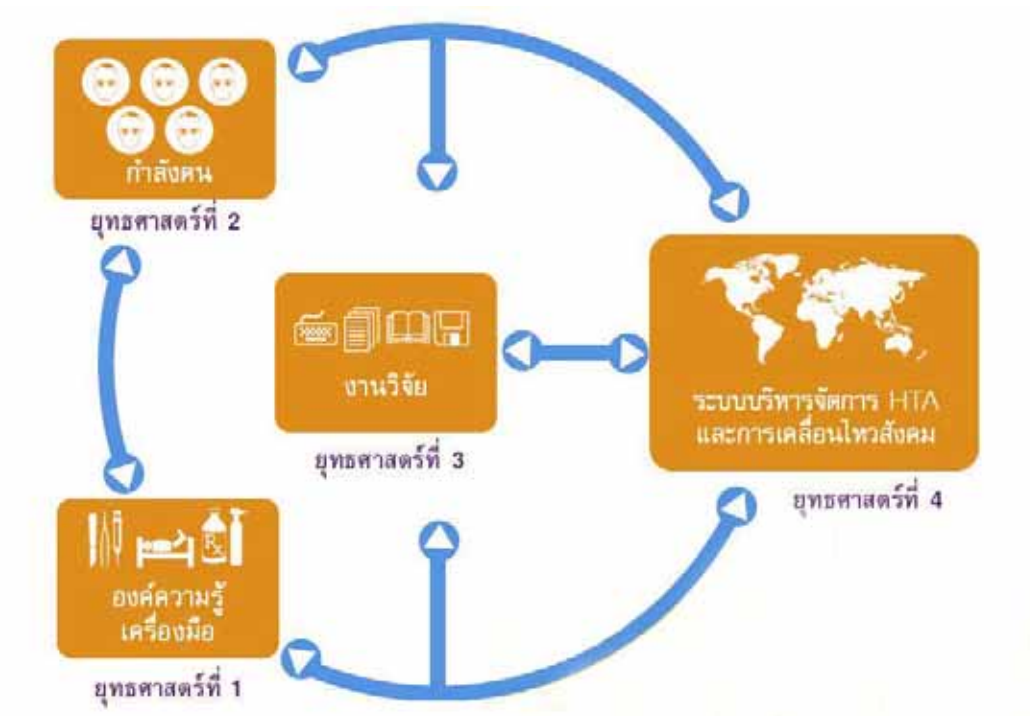 กำลังคน
ยุทธศาสตร์ที่ 2
งานวิจัย
ยุทธศาสตร์ที่ 3
ระบบบริหารจัดการ HTA
และการเคลื่อนไหวสังคม
ยุทธศาสตร์ที่ 4
Rx
องค์ความรู้
เครื่องมือ
ยุทธศาสตร์ที่ 1